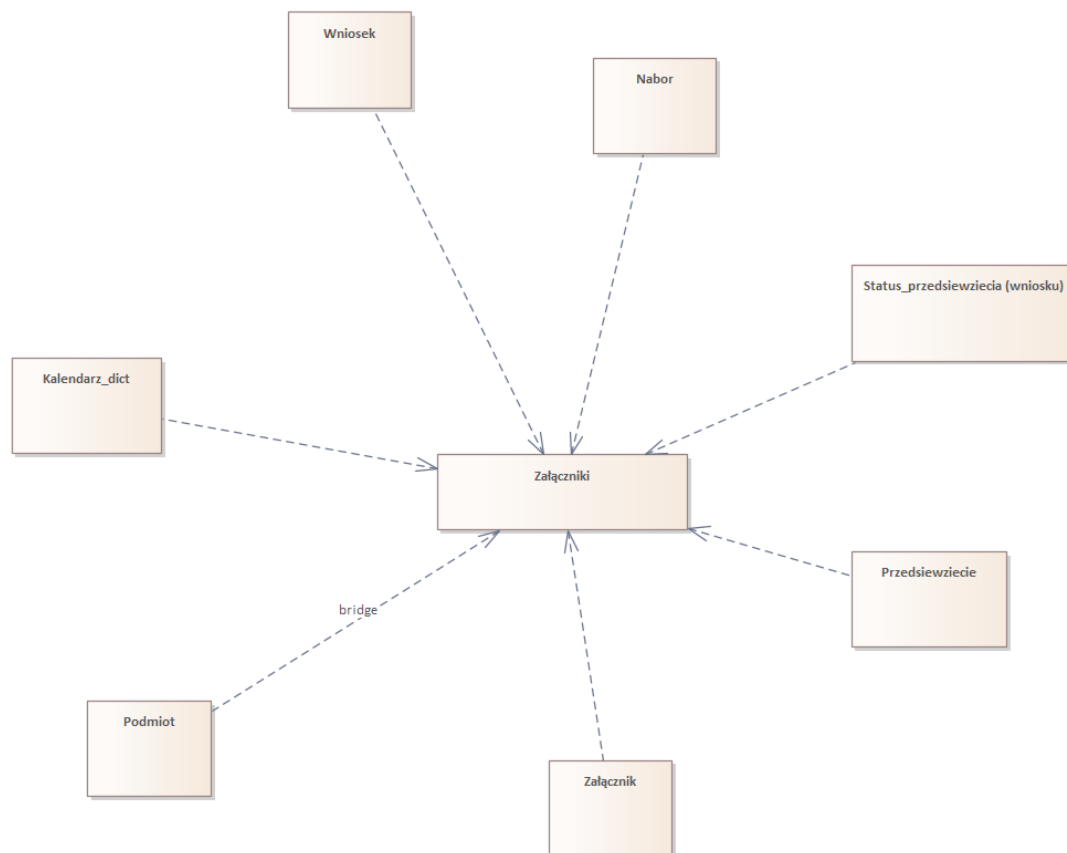 Wniosek
Nabor
Status_przedsiewziecia (wniosku)
Kalendarz_dict
Załączniki
Przedsiewziecie
bridge
Podmiot
Załącznik